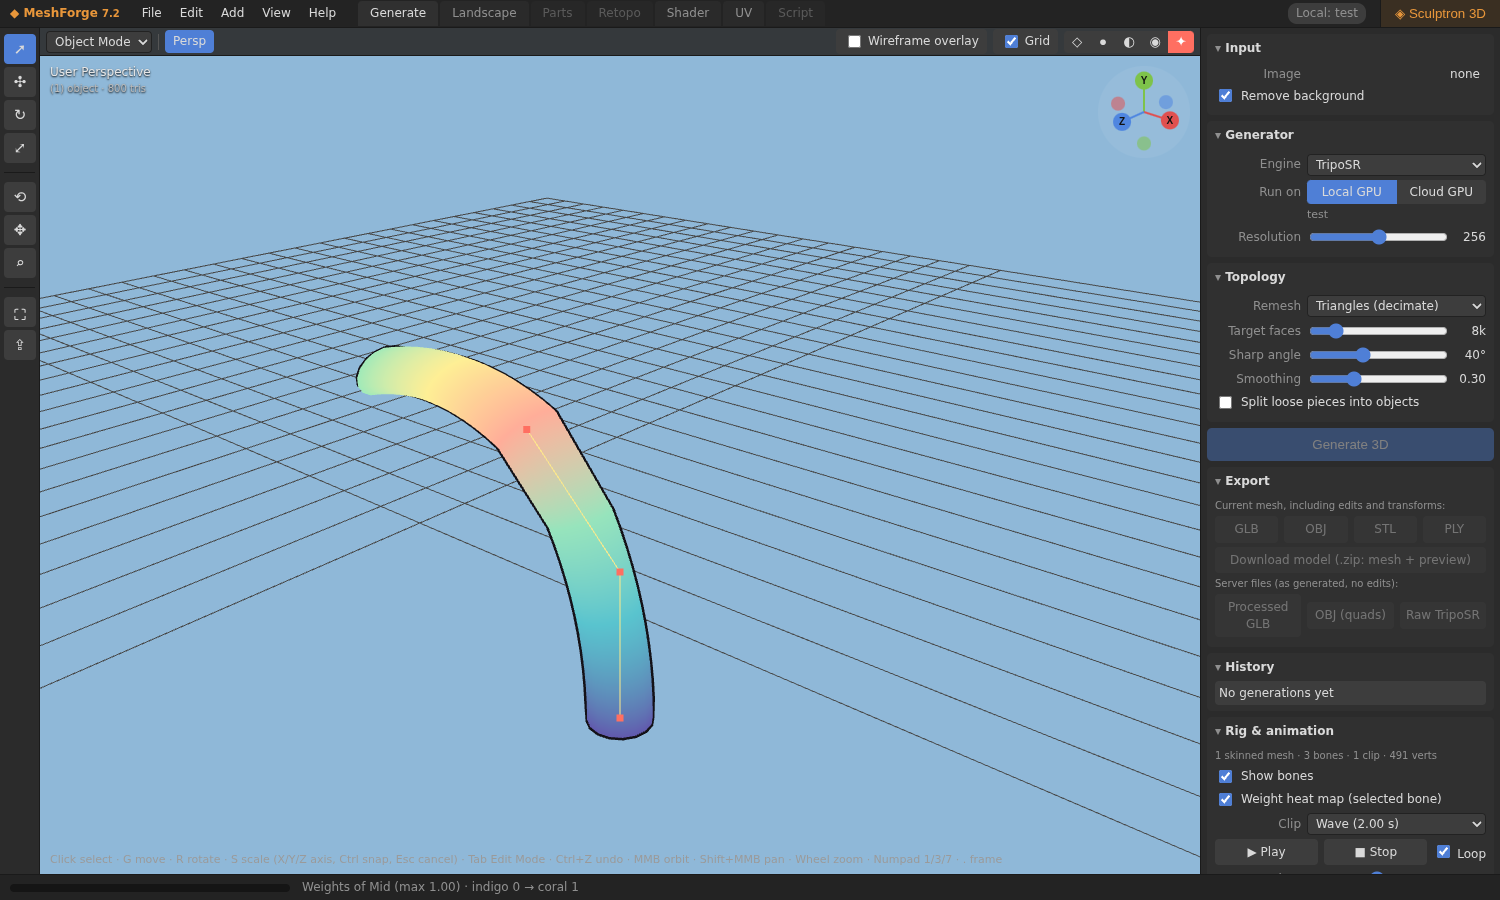 ◆ MeshForge 7.2 File Edit Add View Help Generate Landscape Parts Retopo Shader UV Script Local: test ◈ Sculptron 3D
Object Mode Persp Wireframe overlay Grid
User Perspective
(1) object · 800 tris
Y
Z X
Click select · G move · R rotate · S scale (X/Y/Z axis, Ctrl snap, Esc cancel) · Tab Edit Mode · Ctrl+Z undo · MMB orbit · Shift+MMB pan · Wheel zoom · Numpad 1/3/7 · . frame
▾ Input
Image none
Remove background
▾ Generator
Engine TripoSR
Run on Local GPU Cloud GPU
test
Resolution 256
▾ Topology
Remesh Triangles (decimate)
Target faces 8k
Sharp angle 40°
Smoothing 0.30
Split loose pieces into objects
Generate 3D
▾ Export
Current mesh, including edits and transforms:
GLB OBJ STL PLY
Download model (.zip: mesh + preview)
Server files (as generated, no edits):
Processed GLB OBJ (quads) Raw TripoSR
▾ History
No generations yet
▾ Rig & animation
1 skinned mesh · 3 bones · 1 clip · 491 verts
Show bones
Weight heat map (selected bone)
Clip Wave (2.00 s)
▶ Play ■ Stop Loop
Weights of Mid (max 1.00) · indigo 0 → coral 1